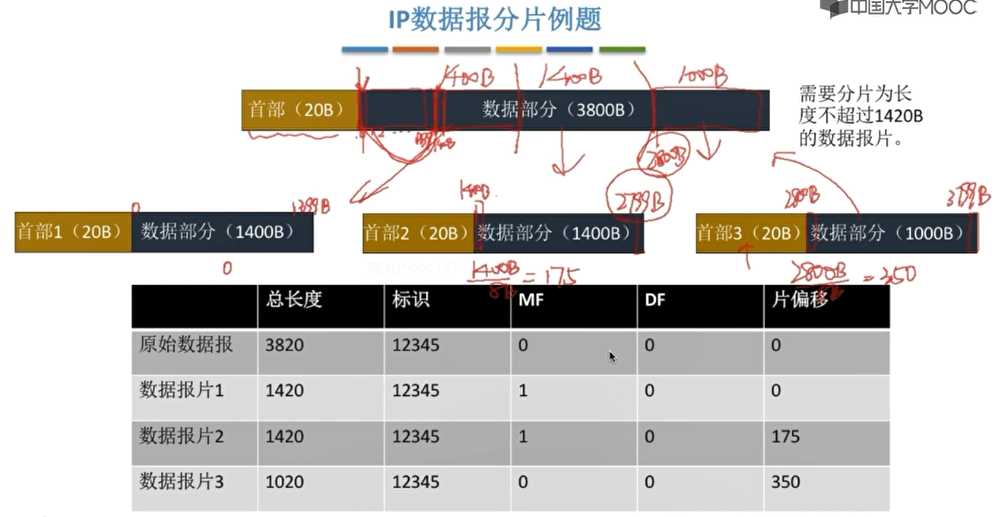 中国大学MOOC
IP数据报分片例题
1400B 1400B 1000B
首部（20B） 数据部分（3800B）
需要分片为长
度不超过1420B
的数据报片。
2800B
1400B 2799B 2800B 3799B
0 1399B
首部1（20B） 数据部分（1400B） 首部2（20B） 数据部分（1400B） 首部3（20B） 数据部分（1000B）
0
1400B/8B = 175 2800B/8B = 350
总长度 标识 MF DF 片偏移
原始数据报 3820 12345 0 0 0
数据报片1 1420 12345 1 0 0
数据报片2 1420 12345 1 0 175
数据报片3 1020 12345 0 0 350